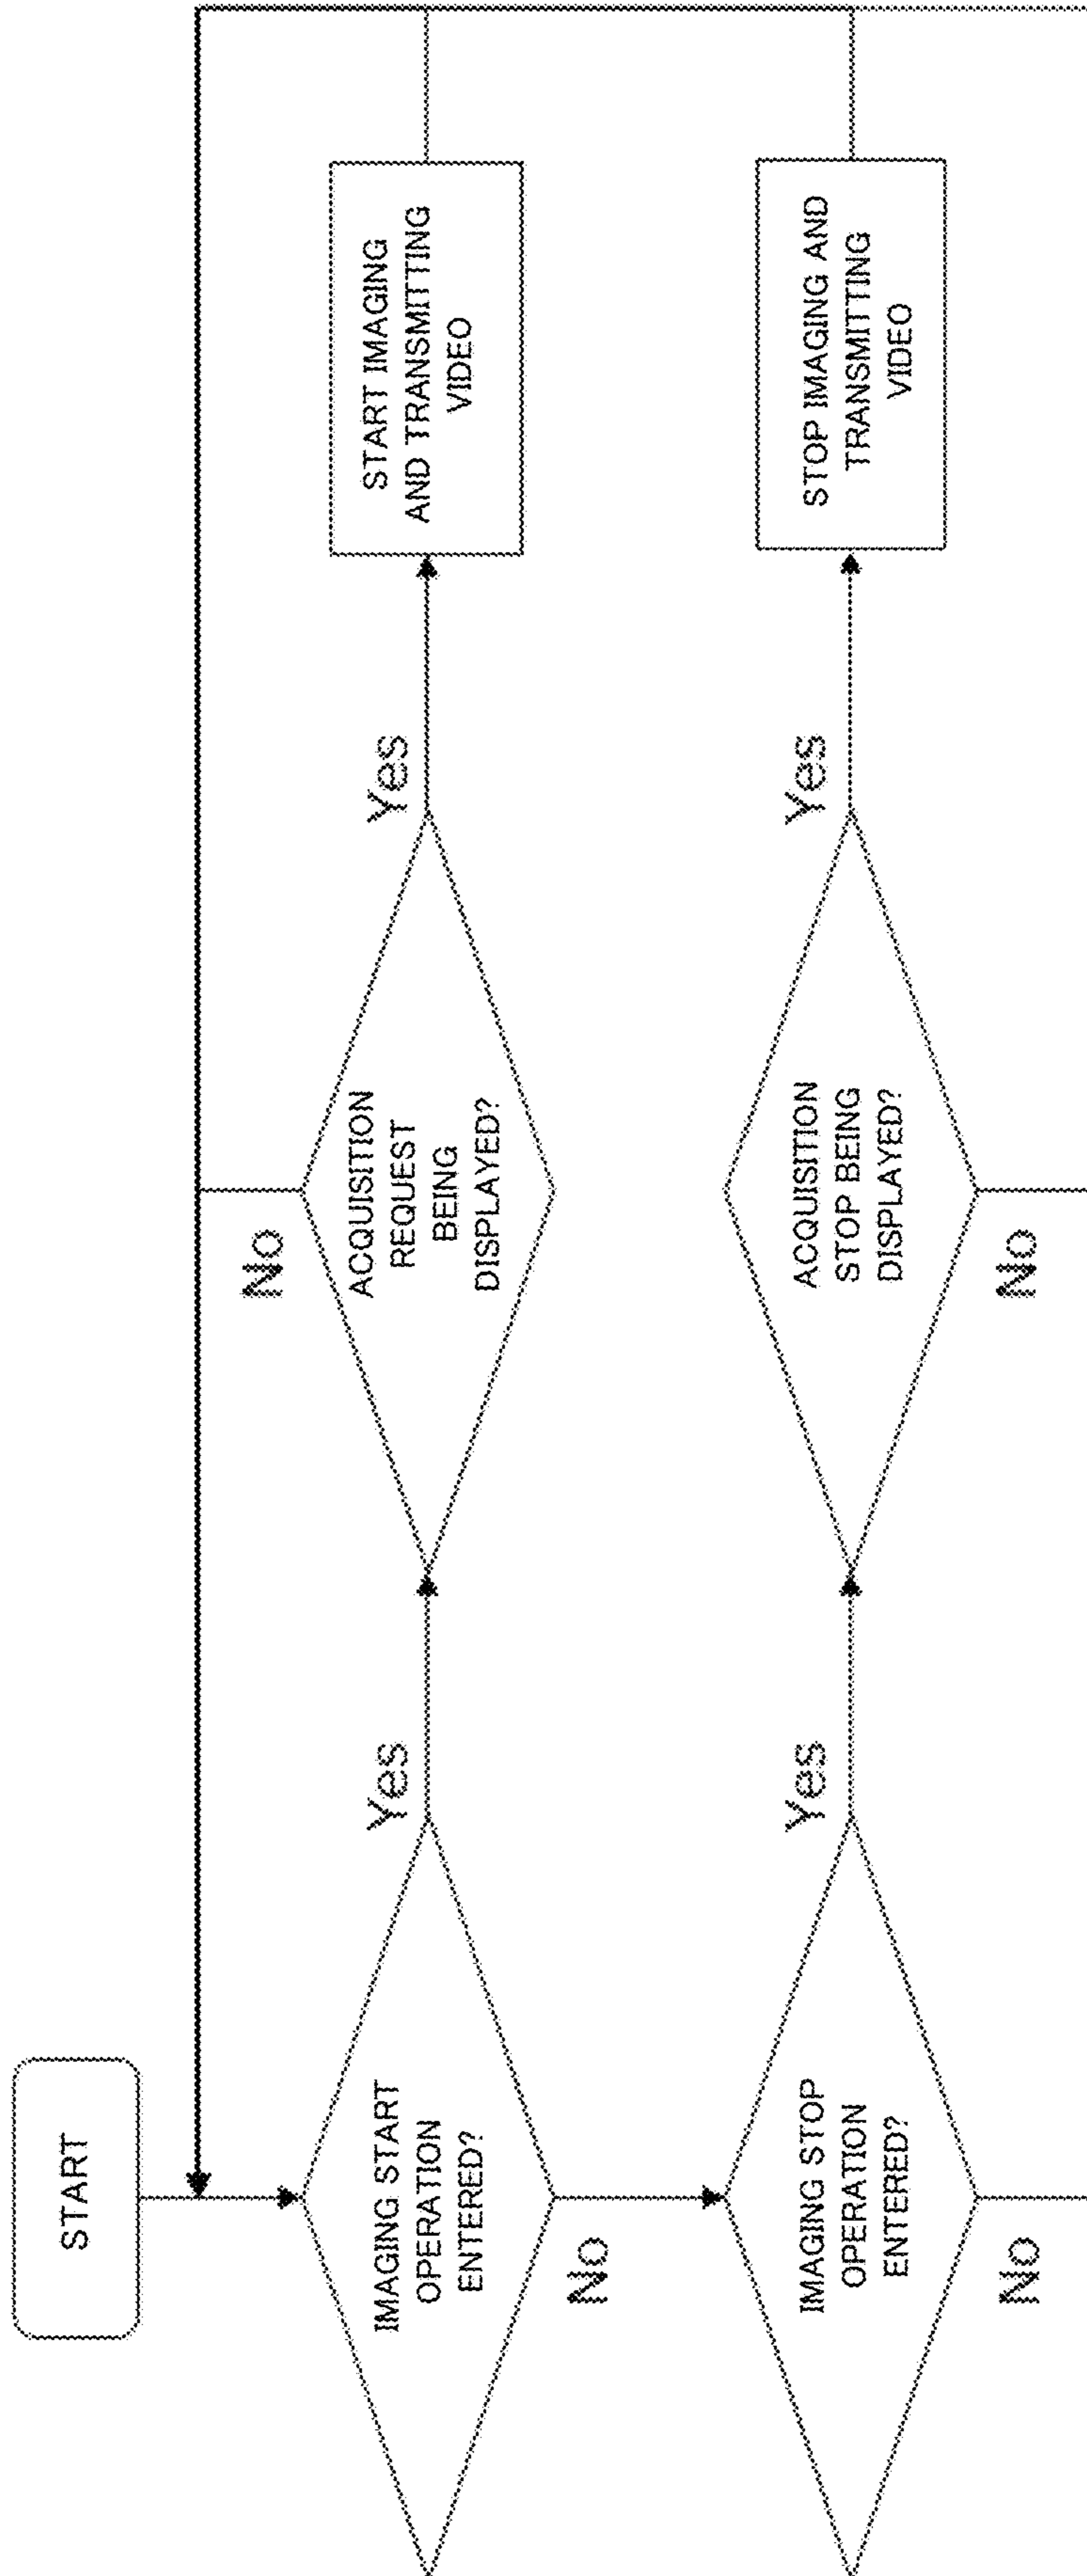 START
IMAGING START
OPERATION
ENTERED?
Yes
ACQUISITION
REQUEST
BEING
DISPLAYED?
Yes
START IMAGING
AND TRANSMITTING
VIDEO
No
No
IMAGING STOP
OPERATION
ENTERED?
Yes
ACQUISITION
STOP BEING
DISPLAYED?
Yes
STOP IMAGING AND
TRANSMITTING
VIDEO
No
No